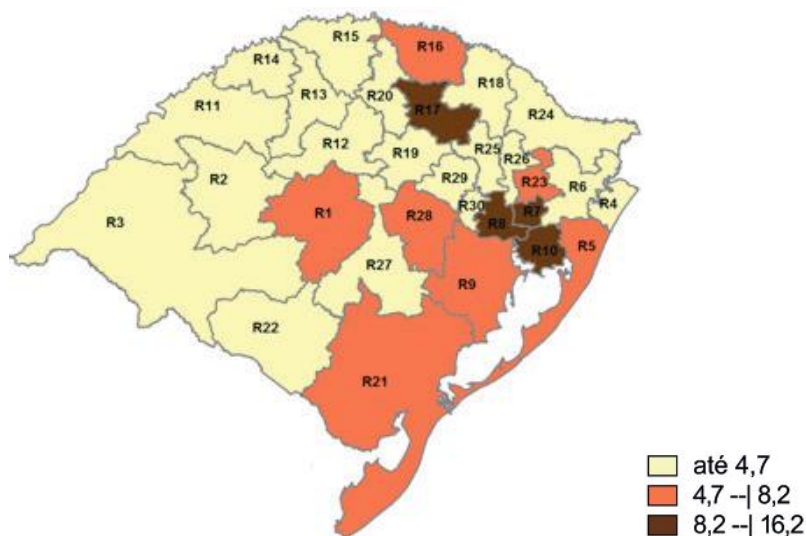 R15
R16
R14
R18
R13
R20
R11
R17
R24
R12
R25
R19
R26
R2
R29
R23
R6
R4
R3
R30
R7
R1
R28
R8
R5
R10
R27
R9
R22
R21
até 4,7
4,7 --| 8,2
8,2 --| 16,2